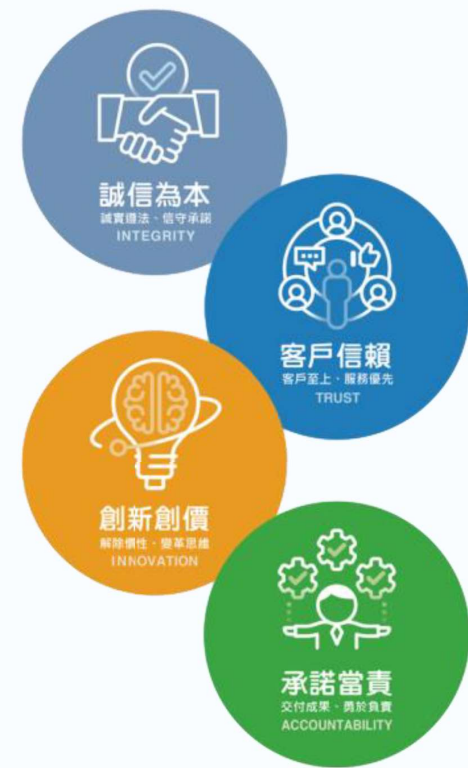 誠信為本
誠實遵法、信守承諾
INTEGRITY
客戶信賴
客戶至上、服務優先
TRUST
創新創價
解除慣性、變革思維
INNOVATION
承諾當責
交付成果、勇於負責
ACCOUNTABILITY